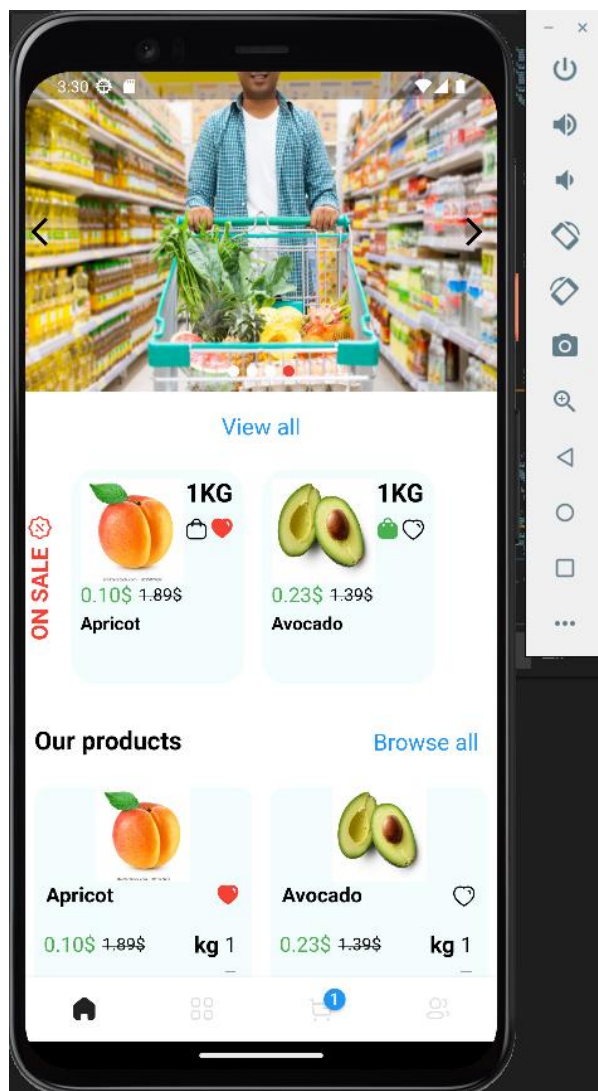 3:30
View all
ON SALE
1KG
0.10$ 1.89$
Apricot
1KG
0.23$ 1.39$
Avocado
Our products
Browse all
Apricot
0.10$ 1.89$ kg 1
Avocado
0.23$ 1.39$ kg 1
1